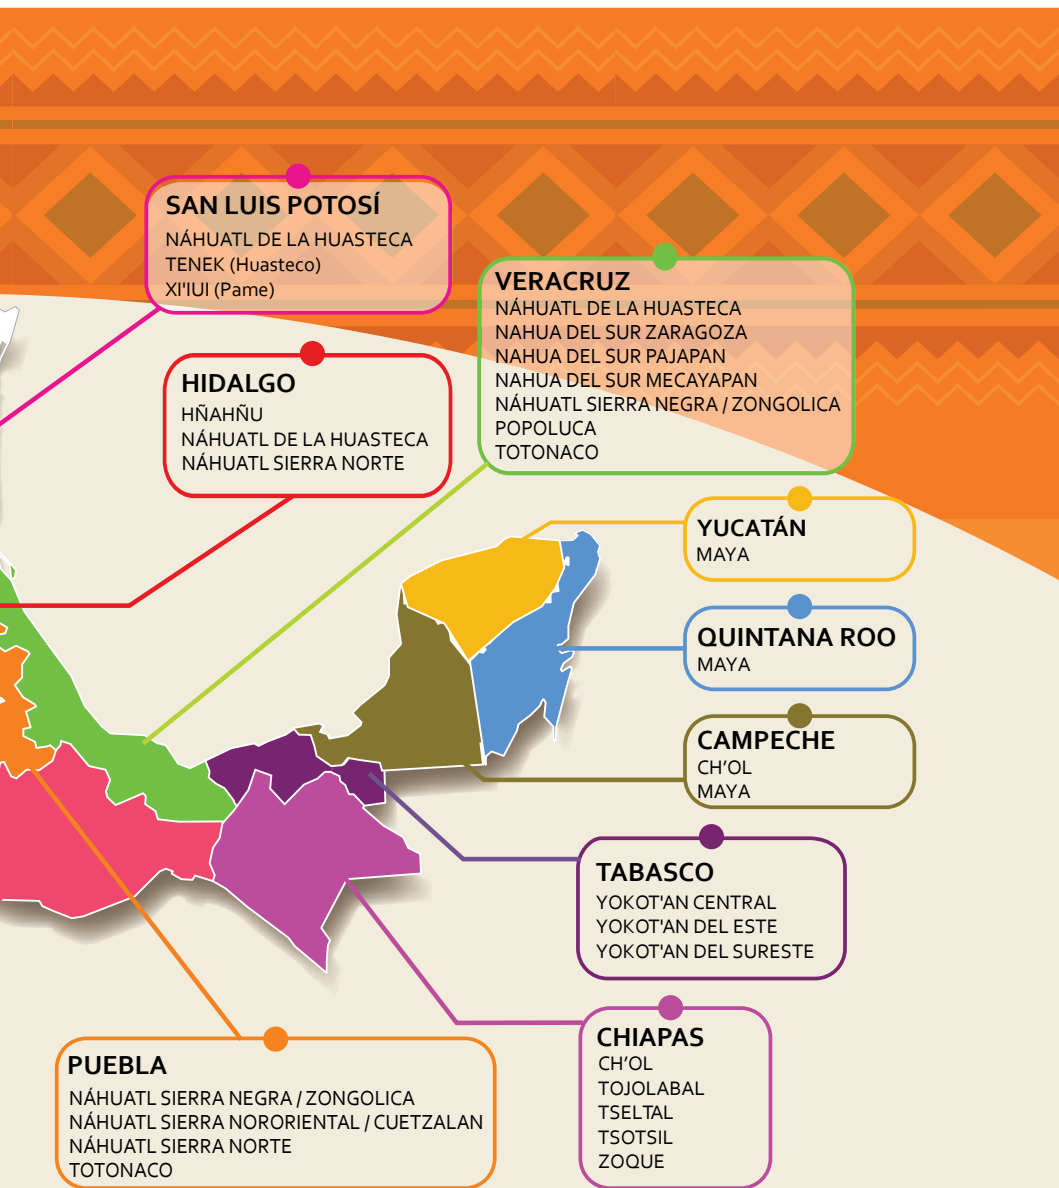 SAN LUIS POTOSÍ
NÁHUATL DE LA HUASTECA
TENEK (Huasteco)
XI'IUI (Pame)
VERACRUZ
NÁHUATL DE LA HUASTECA
NAHUA DEL SUR ZARAGOZA
NAHUA DEL SUR PAJAPAN
NAHUA DEL SUR MECAYAPAN
NÁHUATL SIERRA NEGRA / ZONGOLICA
POPOLUCA
TOTONACO
HIDALGO
HÑAHÑU
NÁHUATL DE LA HUASTECA
NÁHUATL SIERRA NORTE
YUCATÁN
MAYA
QUINTANA ROO
MAYA
CAMPECHE
CH’OL
MAYA
TABASCO
YOKOT'AN CENTRAL
YOKOT'AN DEL ESTE
YOKOT'AN DEL SURESTE
CHIAPAS
CH’OL
TOJOLABAL
TSELTAL
TSOTSIL
ZOQUE
PUEBLA
NÁHUATL SIERRA NEGRA / ZONGOLICA
NÁHUATL SIERRA NORORIENTAL / CUETZALAN
NÁHUATL SIERRA NORTE
TOTONACO